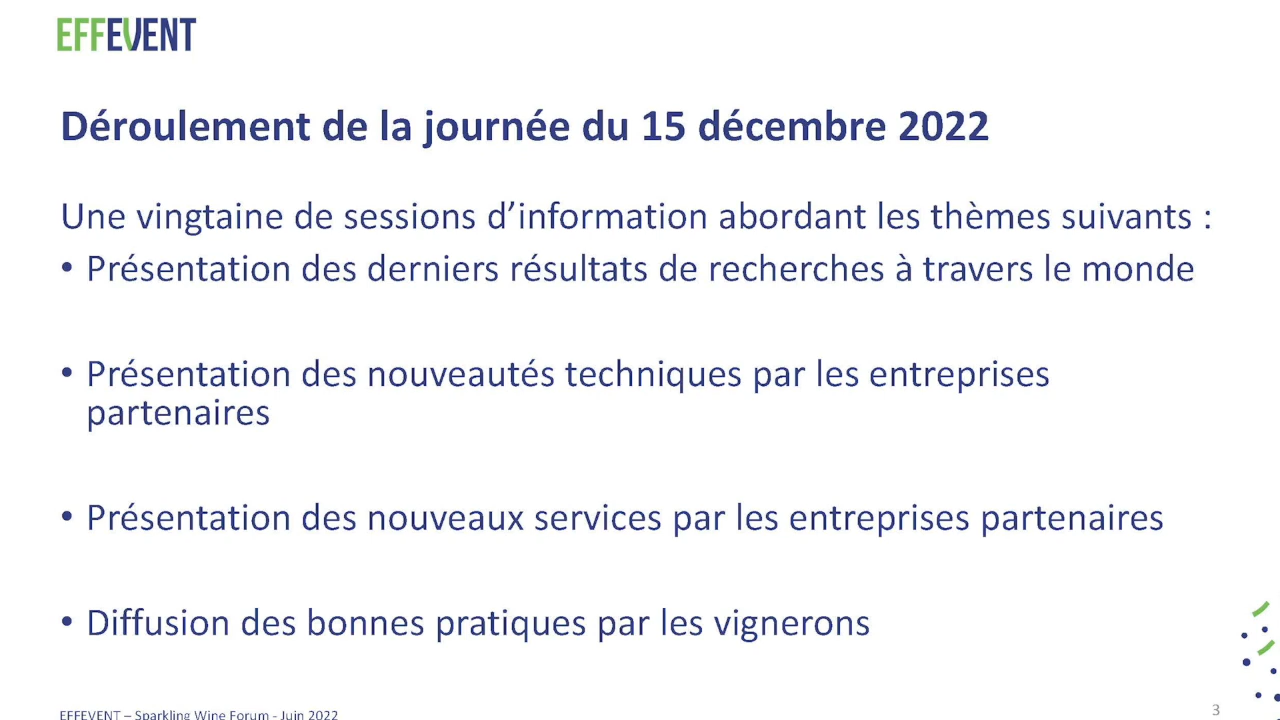 EFFEVENT
Déroulement de la journée du 15 décembre 2022
Une vingtaine de sessions d’information abordant les thèmes suivants :
• Présentation des derniers résultats de recherches à travers le monde
• Présentation des nouveautés techniques par les entreprises
partenaires
• Présentation des nouveaux services par les entreprises partenaires
• Diffusion des bonnes pratiques par les vignerons
EFFEVENT – Sparkling Wine Forum - Juin 2022
3